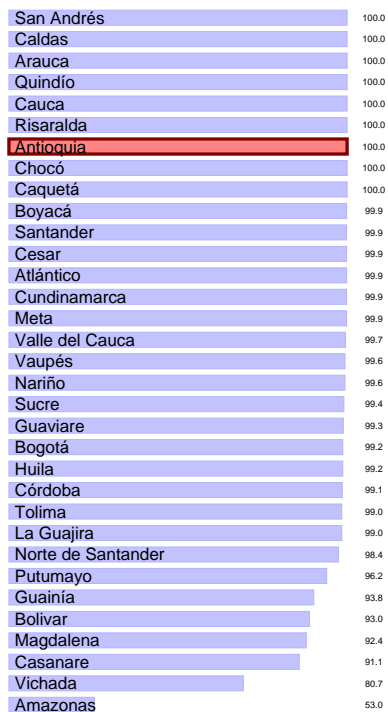 San Andrés 100.0
Caldas 100.0
Arauca 100.0
Quindío 100.0
Cauca 100.0
Risaralda 100.0
Antioquia 100.0
Chocó 100.0
Caquetá 100.0
Boyacá 99.9
Santander 99.9
Cesar 99.9
Atlántico 99.9
Cundinamarca 99.9
Meta 99.9
Valle del Cauca 99.7
Vaupés 99.6
Nariño 99.6
Sucre 99.4
Guaviare 99.3
Bogotá 99.2
Huila 99.2
Córdoba 99.1
Tolima 99.0
La Guajira 99.0
Norte de Santander 98.4
Putumayo 96.2
Guainía 93.8
Bolivar 93.0
Magdalena 92.4
Casanare 91.1
Vichada 80.7
Amazonas 53.0